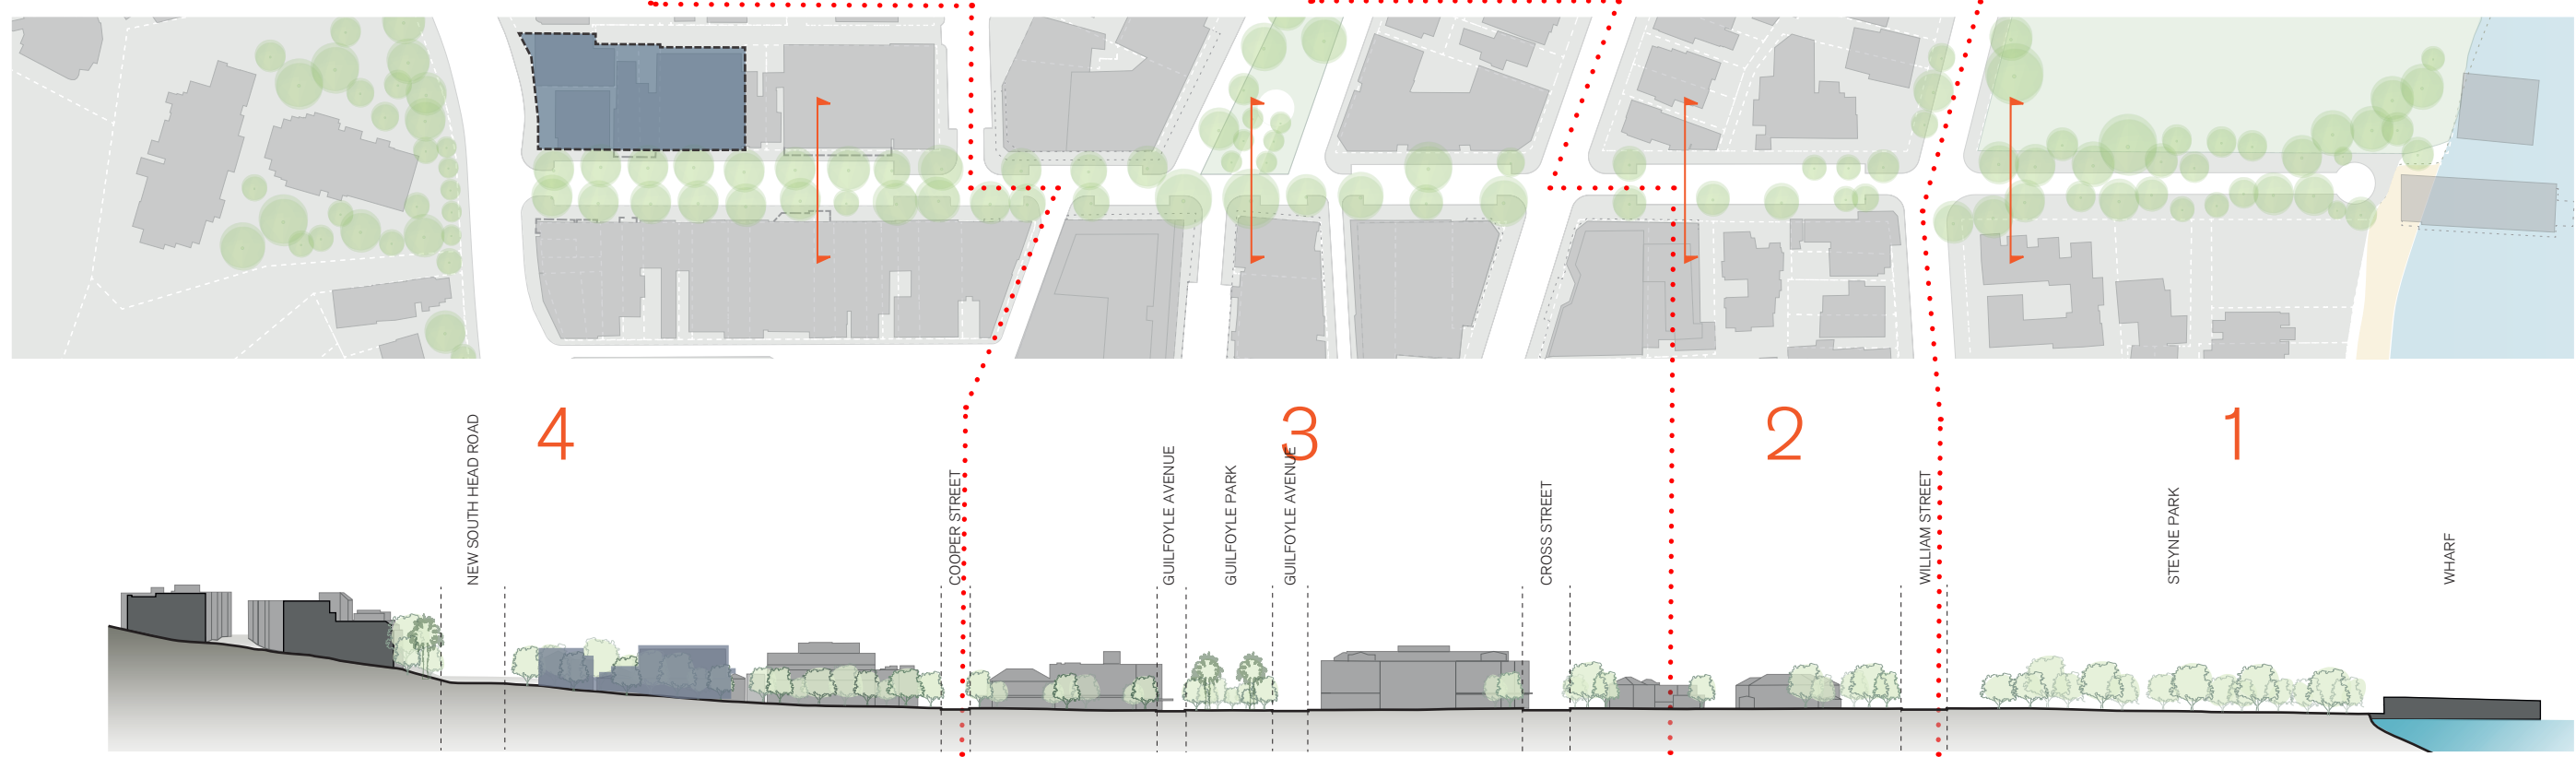 4
3
2
1
NEW SOUTH HEAD ROAD
COOPER STREET
GUILFOYLE AVENUE
GUILFOYLE PARK
GUILFOYLE AVENUE
CROSS STREET
WILLIAM STREET
STEYNE PARK
WHARF